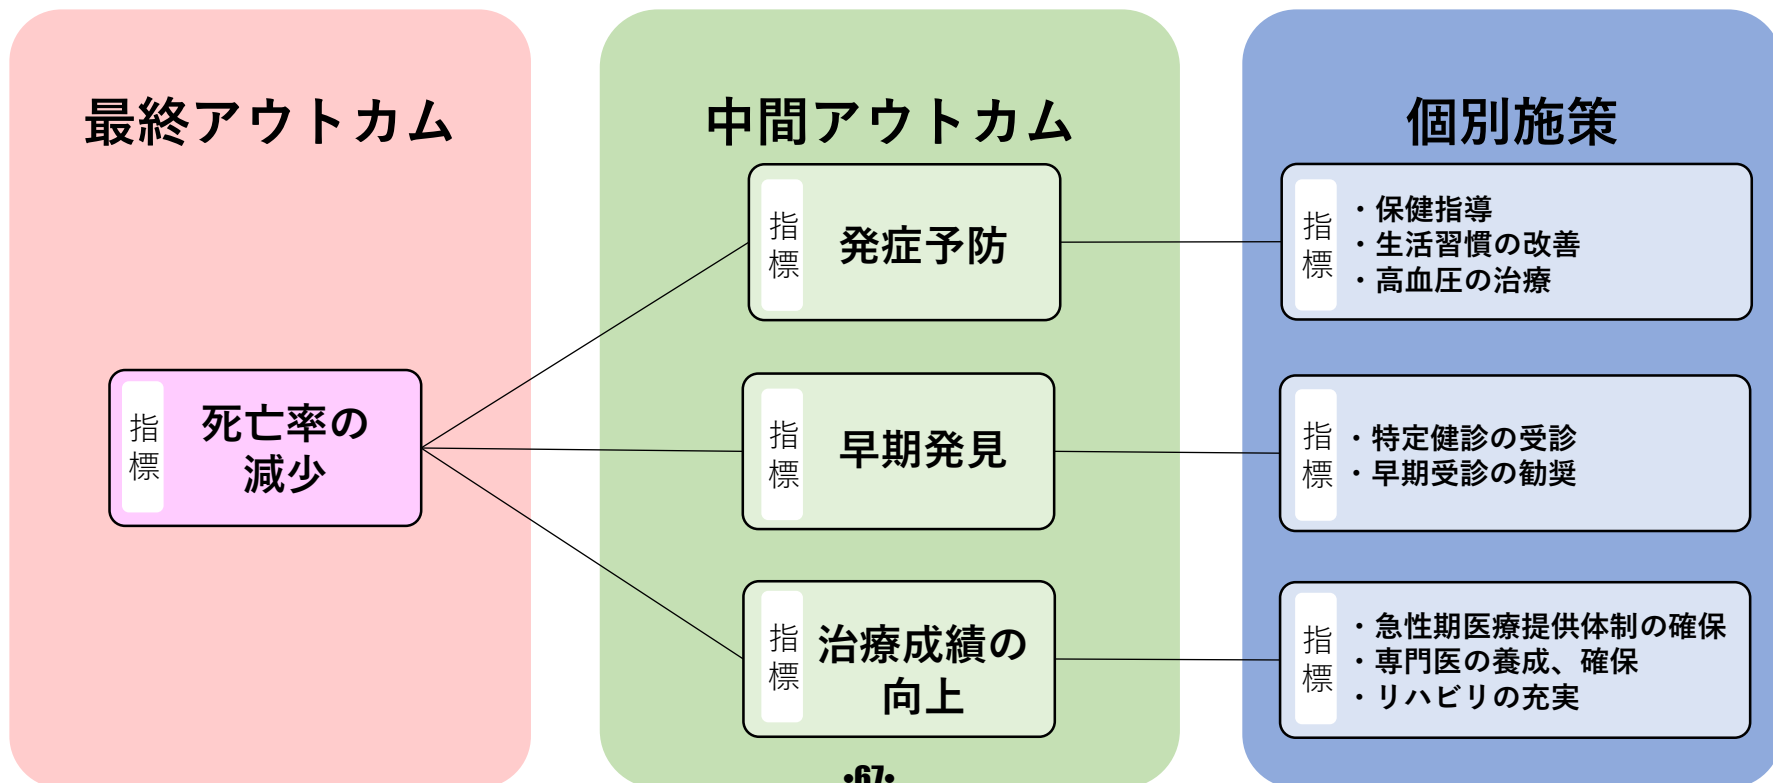 最終アウトカム
指標
死亡率の
減少
中間アウトカム
指標
発症予防
指標
早期発見
指標
治療成績の
向上
個別施策
指標
・保健指導
・生活習慣の改善
・高血圧の治療
指標
・特定健診の受診
・早期受診の勧奨
指標
・急性期医療提供体制の確保
・専門医の養成、確保
・リハビリの充実
•67•